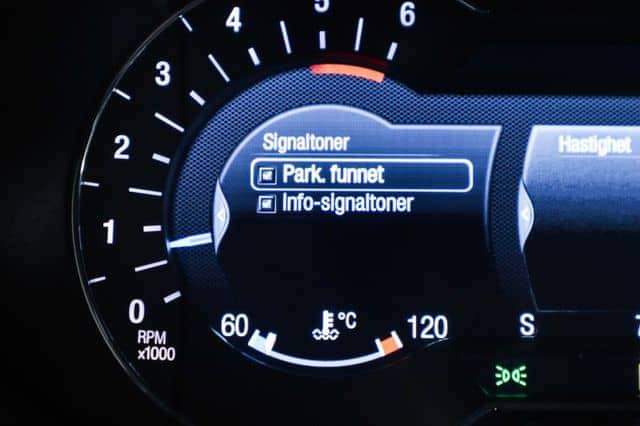 4
5
6
3
2
1
0
RPM
x1000
Signaltoner
Park. funnet
Info-signaltoner
Hastighet
60
°C
120
S